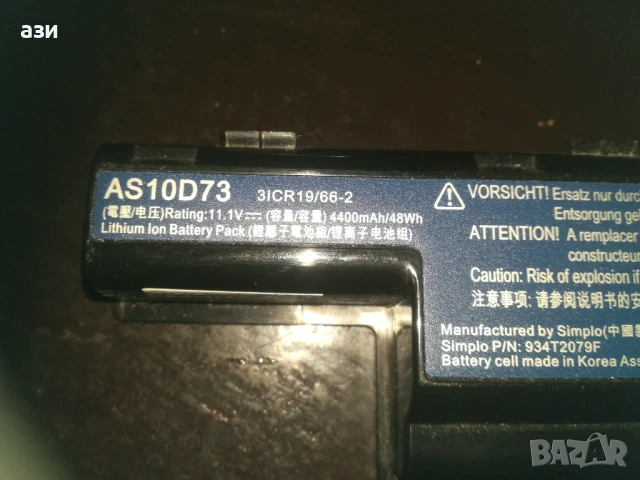 ази
AS10D73 3ICR19/66-2
(電壓/电压)Rating:11.1V⎓ (容量/容量) 4400mAh/48Wh
Lithium Ion Battery Pack (鋰離子電池組/锂离子电池组)
VORSICHT! Ersatz nur durc
Entsorgung ge
ATTENTION! A remplacer
constructeur
Caution: Risk of explosion if
注意事项: 请参阅说明书的安
Manufactured by Simplo(中國製
Simplo P/N: 934T2079F
Battery cell made in Korea Ass
BAZAR